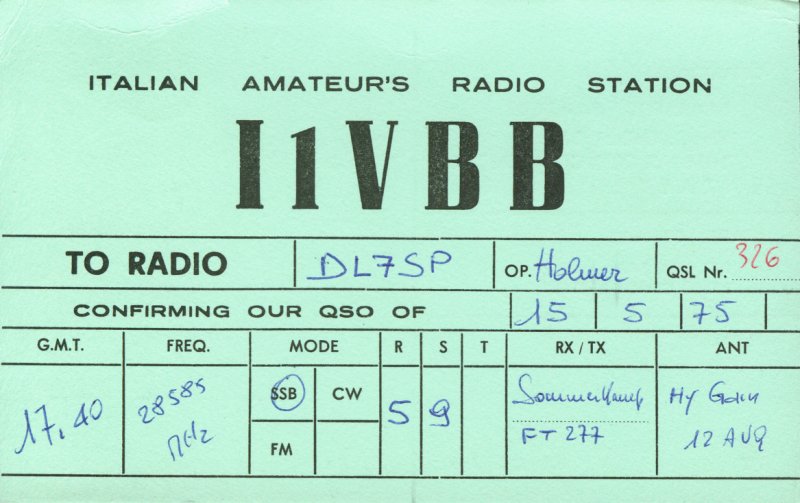 ITALIAN AMATEUR'S RADIO STATION
I1VBB
TO RADIO DL7SP OP. Holmer QSL Nr. 326
CONFIRMING OUR QSO OF 15 5 75
G.M.T. FREQ. MODE R S T RX / TX ANT
17.40 28585 SSB CW 5 9 Sommerkamp Hy Gain
MHz FM FT 277 12 AVQ